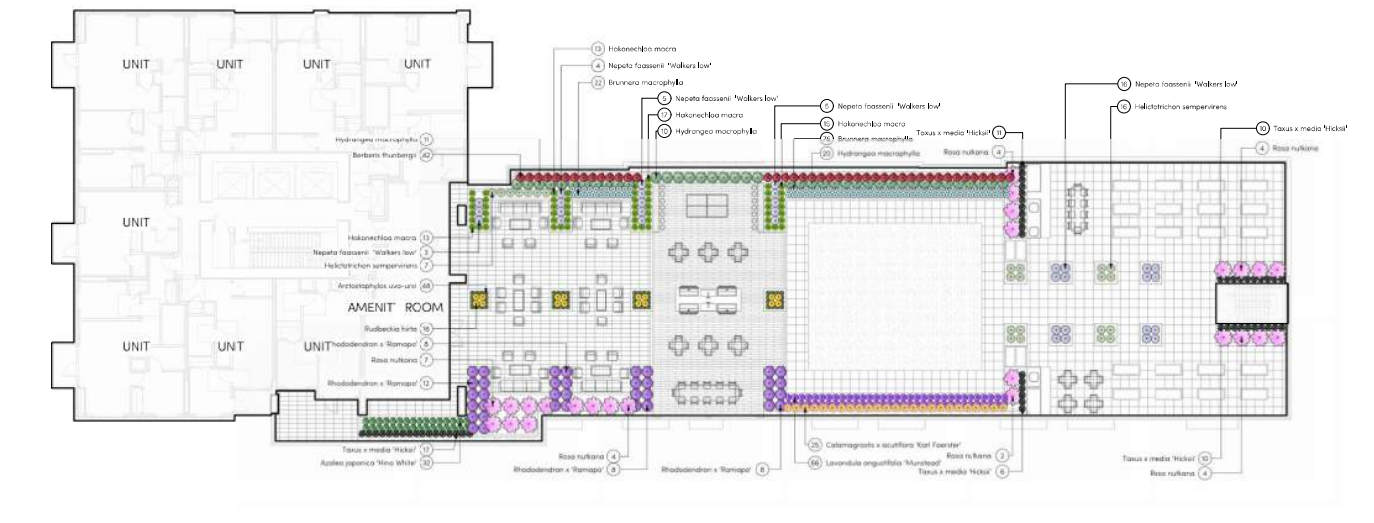 13 Hakonechloa macra
UNIT UNIT UNIT UNIT
4 Nepeta faassenii 'Walkers low'
22 Brunnera macrophylla
16 Nepeta faassenii 'Walkers low'
5 Nepeta faassenii 'Walkers low'
5 Nepeta faassenii 'Walkers low'
16 Helictotrichon sempervirens
17 Hakonechloa macra
15 Hakonechloa macra
10 Hydrangea macrophylla
Taxus x media 'Hicksii' 11
10 Taxus x media 'Hicksii'
Hydrangea macrophylla 11
Brunnera macrophylla
4 Rosa nutkana
Berberis thunbergii 42
20 Hydrangea macrophylla
Rosa nutkana 4
UNIT
Hakonechloa macra 13
Nepeta faassenii 'Walkers low' 3
Helictotrichon sempervirens 7
Arctostaphylos uva-ursi 48
AMENIT ROOM
Rudbeckia hirta 16
UNIT UNIT UNIT
hododendron x 'Ramapo' 8
Rosa nutkana 7
Rhododendron x 'Ramapo' 12
Taxus x media 'Hicksii' 17
Azalea japonica 'Hino White' 32
Rosa nutkana 4
Rhododendron x 'Ramapo' 8
Rhododendron x 'Ramapo' 8
25 Calamagrostis x acutiflora 'Karl Foerster'
66 Lavandula angustifolia 'Munstead'
Rosa nutkana 2
Taxus x media 'Hicksii' 6
Taxus x media 'Hicksii' 10
Rosa nutkana 4